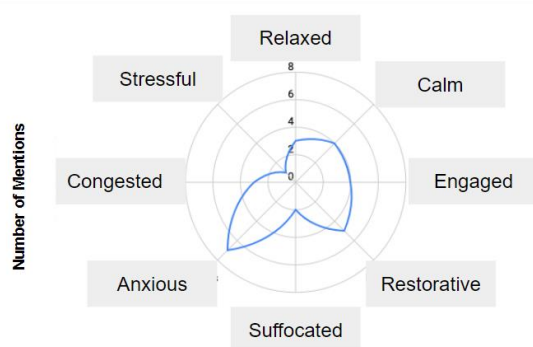 Relaxed
8
Stressful
Calm
6
4
2
Number of Mentions
Congested
0
Engaged
Anxious
Restorative
Suffocated